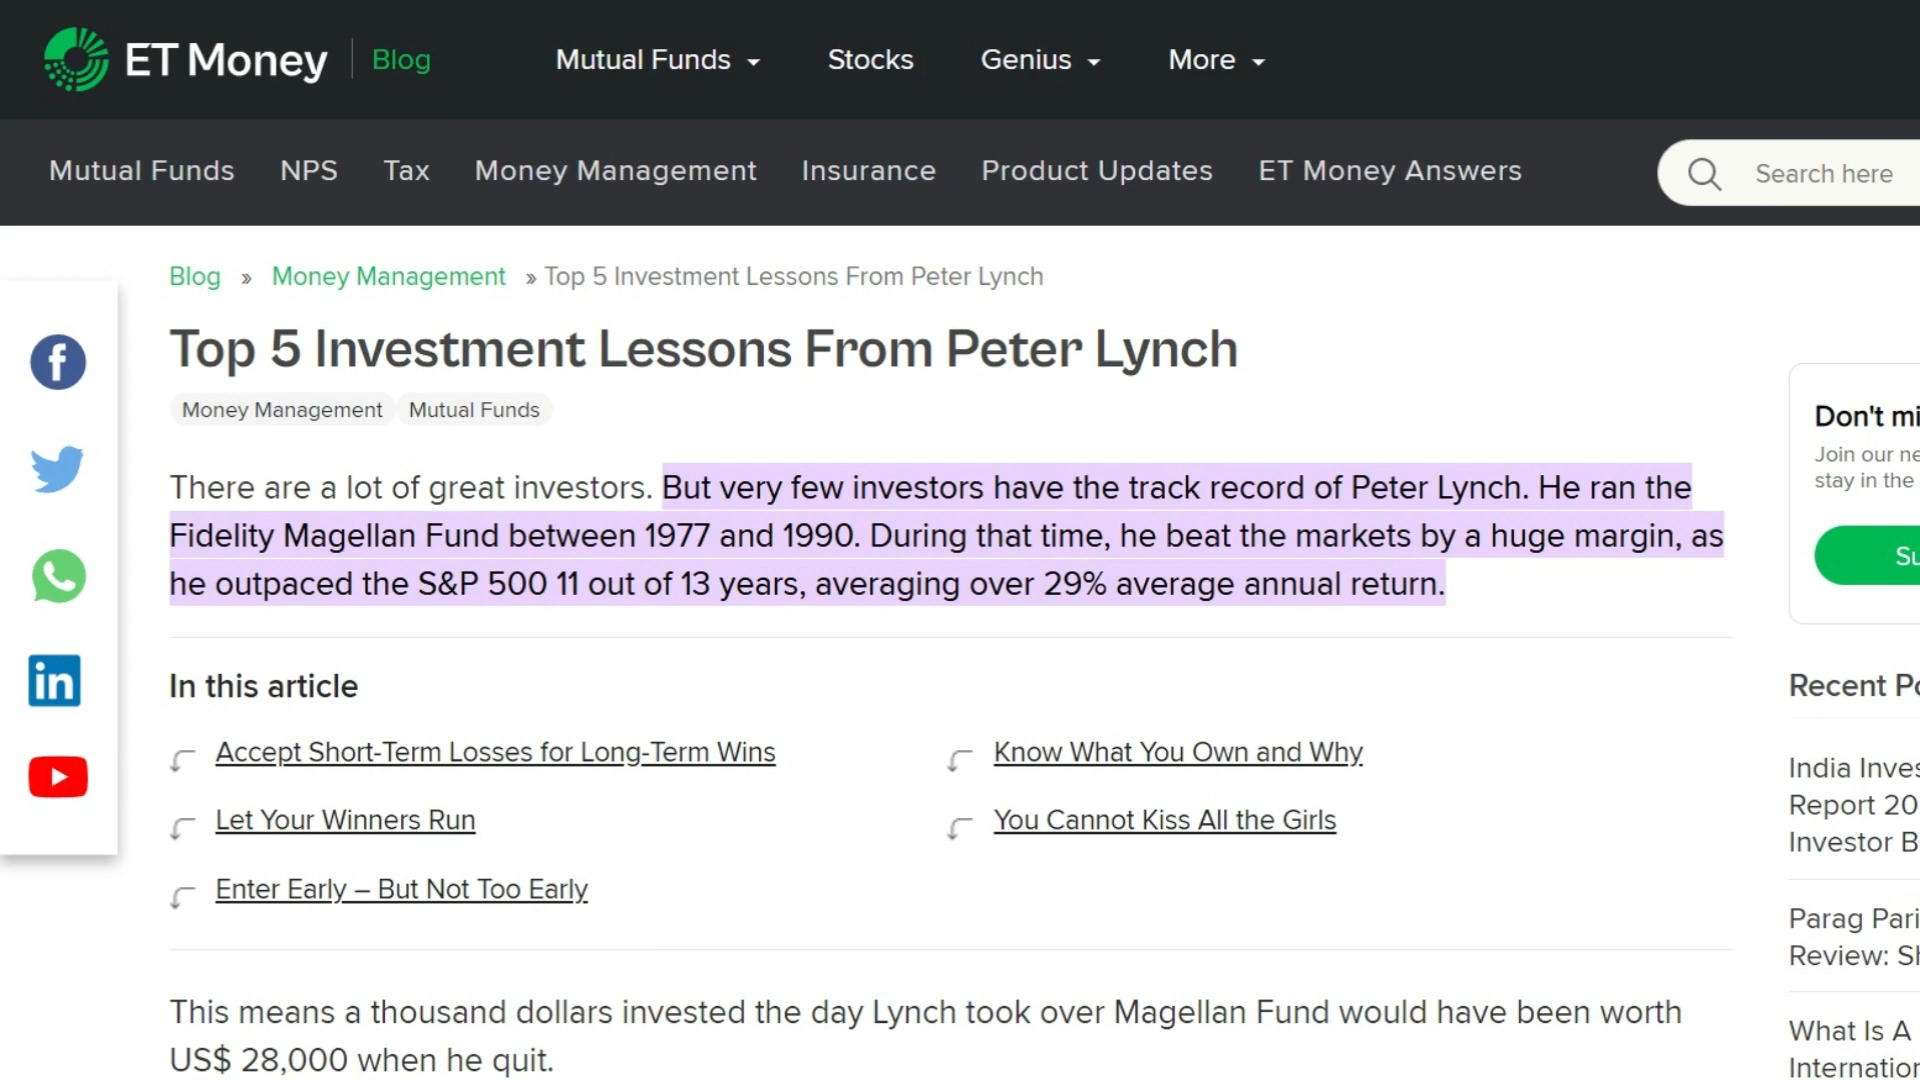 ET Money Blog Mutual Funds Stocks Genius More
Mutual Funds NPS Tax Money Management Insurance Product Updates ET Money Answers Search here
Blog » Money Management » Top 5 Investment Lessons From Peter Lynch
Top 5 Investment Lessons From Peter Lynch
Money Management Mutual Funds
There are a lot of great investors. But very few investors have the track record of Peter Lynch. He ran the
Fidelity Magellan Fund between 1977 and 1990. During that time, he beat the markets by a huge margin, as
he outpaced the S&P 500 11 out of 13 years, averaging over 29% average annual return.
In this article
Accept Short-Term Losses for Long-Term Wins
Know What You Own and Why
Let Your Winners Run
You Cannot Kiss All the Girls
Enter Early – But Not Too Early
This means a thousand dollars invested the day Lynch took over Magellan Fund would have been worth
US$ 28,000 when he quit.
Don't
Join our
stay in the
Recent
India
Report
Investor
Parag
Review:
What Is A